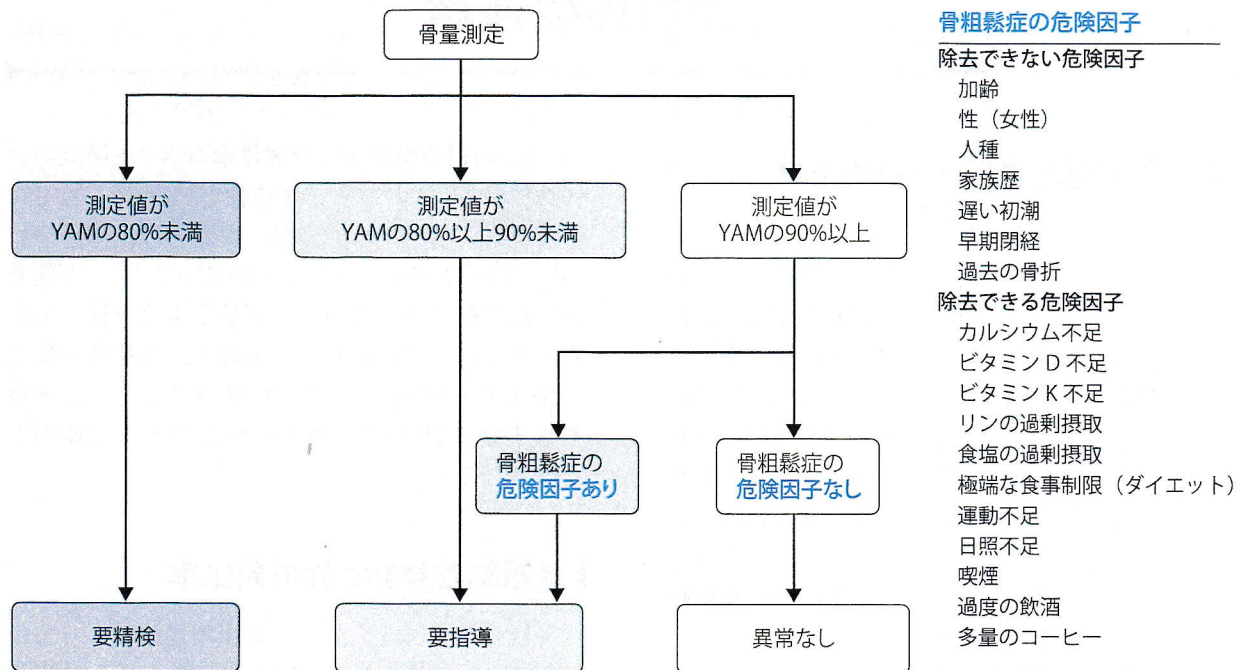 骨量測定
測定値が
YAMの80%未満
測定値が
YAMの80%以上90%未満
測定値が
YAMの90%以上
骨粗鬆症の
危険因子あり
骨粗鬆症の
危険因子なし
要精検
要指導
異常なし
骨粗鬆症の危険因子
除去できない危険因子
加齢
性（女性）
人種
家族歴
遅い初潮
早期閉経
過去の骨折
除去できる危険因子
カルシウム不足
ビタミン D 不足
ビタミン K 不足
リンの過剰摂取
食塩の過剰摂取
極端な食事制限（ダイエット）
運動不足
日照不足
喫煙
過度の飲酒
多量のコーヒー